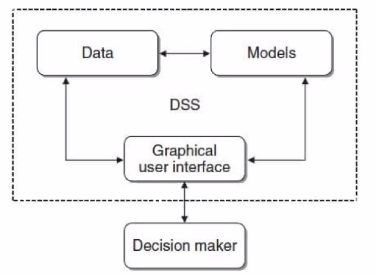 Data
Models
DSS
Graphical
user interface
Decision maker